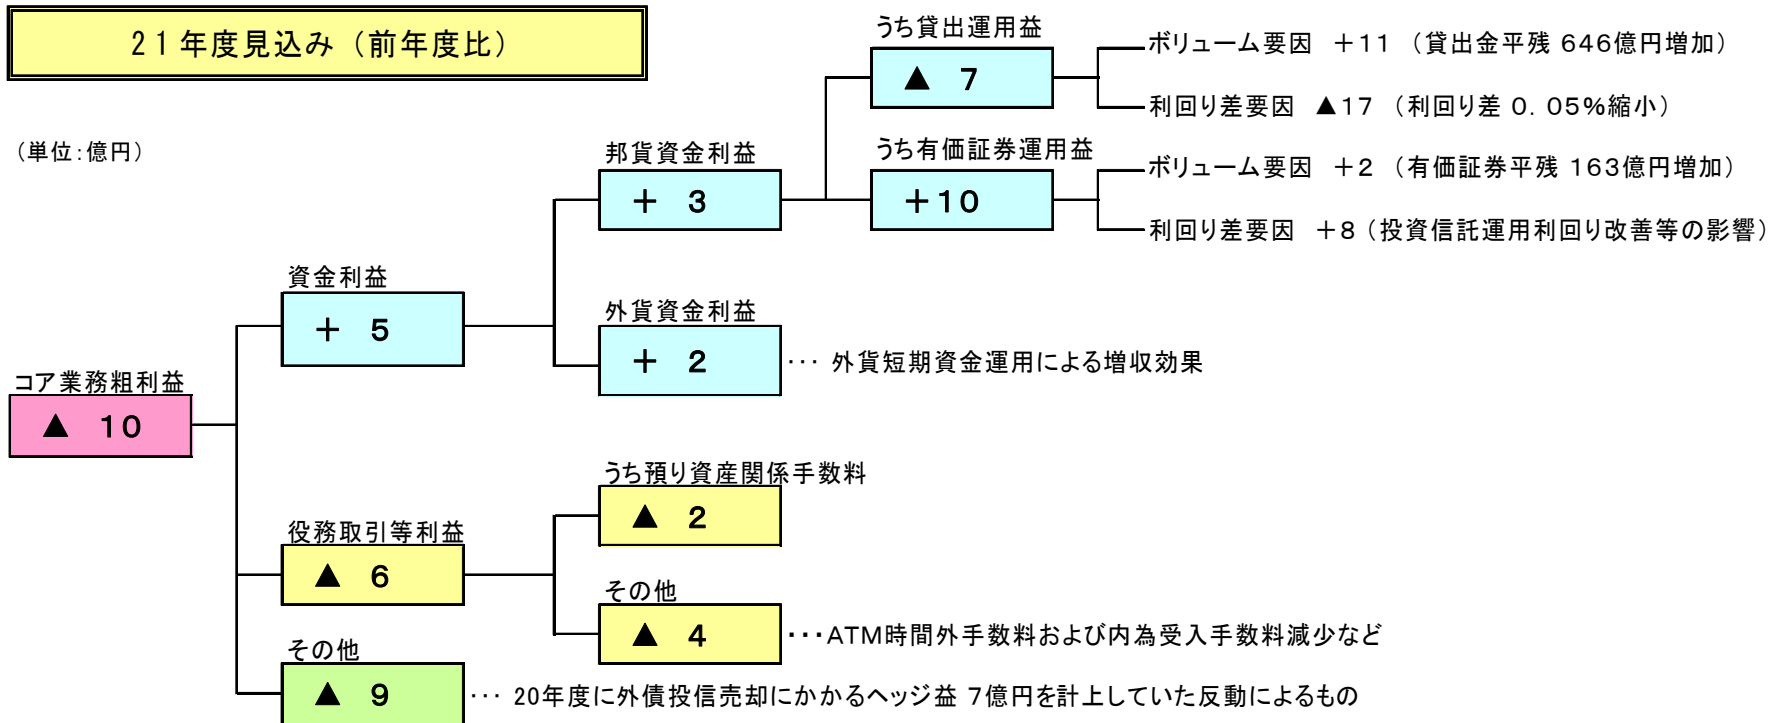 ２１年度見込み（前年度比）
（単位：億円）
うち貸出運用益
▲ ７
ボリューム要因 ＋11 （貸出金平残 646億円増加）
利回り差要因 ▲17 （利回り差 ０．０５％縮小）
邦貨資金利益
＋ ３
うち有価証券運用益
＋１０
ボリューム要因 ＋２ （有価証券平残 163億円増加）
利回り差要因 ＋８ （投資信託運用利回り改善等の影響）
資金利益
＋ ５
外貨資金利益
＋ ２
… 外貨短期資金運用による増収効果
コア業務粗利益
▲ １０
うち預り資産関係手数料
▲ ２
役務取引等利益
▲ ６
その他
▲ ４
…ATM時間外手数料および内為受入手数料減少など
その他
▲ ９
… 20年度に外債投信売却にかかるヘッジ益 ７億円を計上していた反動によるもの